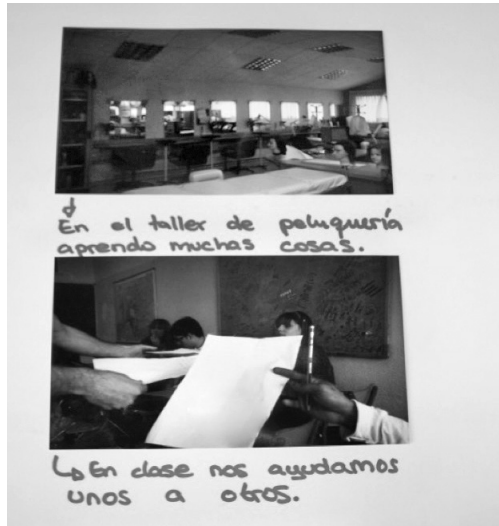 En el taller de peluquería
aprendo muchas cosas.
↳ En clase nos ayudamos
unos a otros.